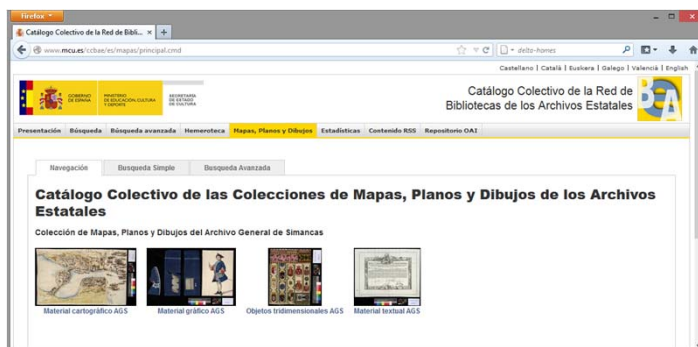 Firefox
Catálogo Colectivo de la Red de Bibli...
www.mcu.es/ccbae/es/mapas/principal.cmd
delta-homes
Castellano | Català | Euskera | Galego | Valencià | English
GOBIERNO DE ESPAÑA
MINISTERIO DE EDUCACIÓN, CULTURA Y DEPORTE
SECRETARÍA DE ESTADO DE CULTURA
Catálogo Colectivo de la Red de
Bibliotecas de los Archivos Estatales
Presentación Búsqueda Búsqueda avanzada Hemeroteca Mapas, Planos y Dibujos Estadísticas Contenido RSS Repositorio OAI
Navegación Busqueda Simple Busqueda Avanzada
Catálogo Colectivo de las Colecciones de Mapas, Planos y Dibujos de los Archivos
Estatales
Colección de Mapas, Planos y Dibujos del Archivo General de Simancas
Material cartográfico AGS Material gráfico AGS Objetos tridimensionales AGS Material textual AGS